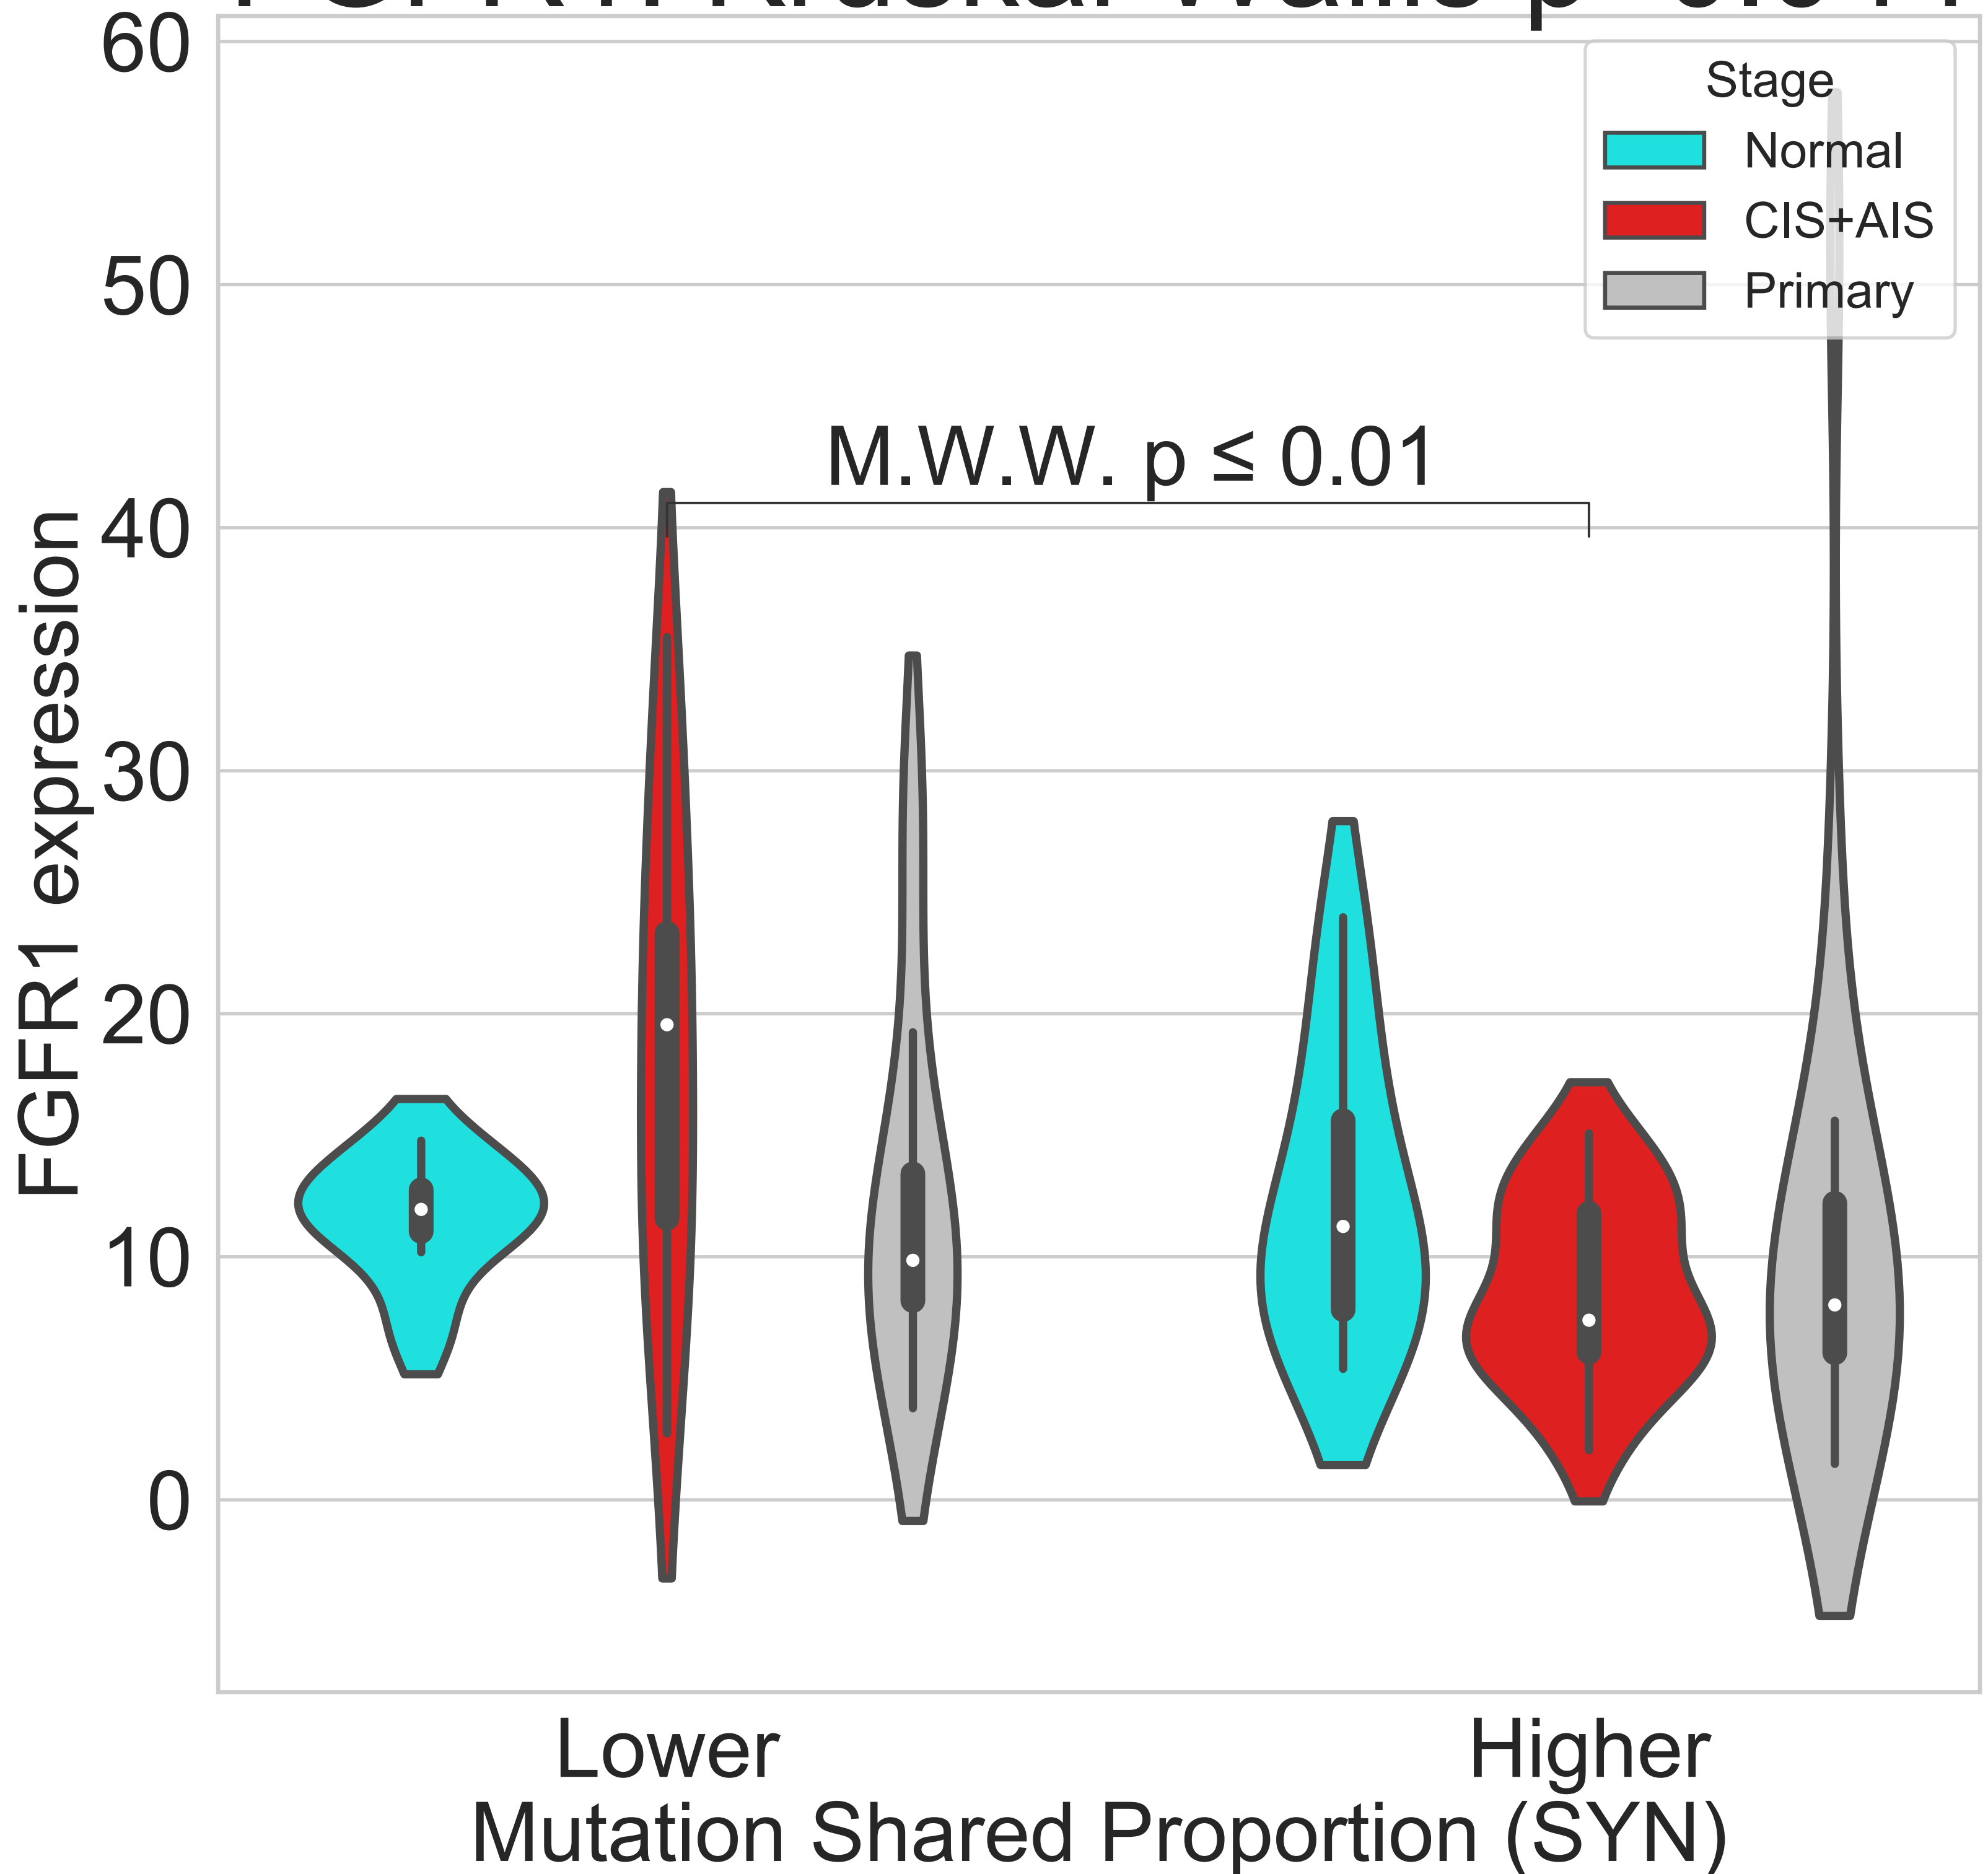 Stage
Normal
CIS+AIS
Primary
M.W.W. p ≤ 0.01
60
50
40
30
20
10
0
FGFR1 expression
Lower
Higher
Mutation Shared Proportion (SYN)